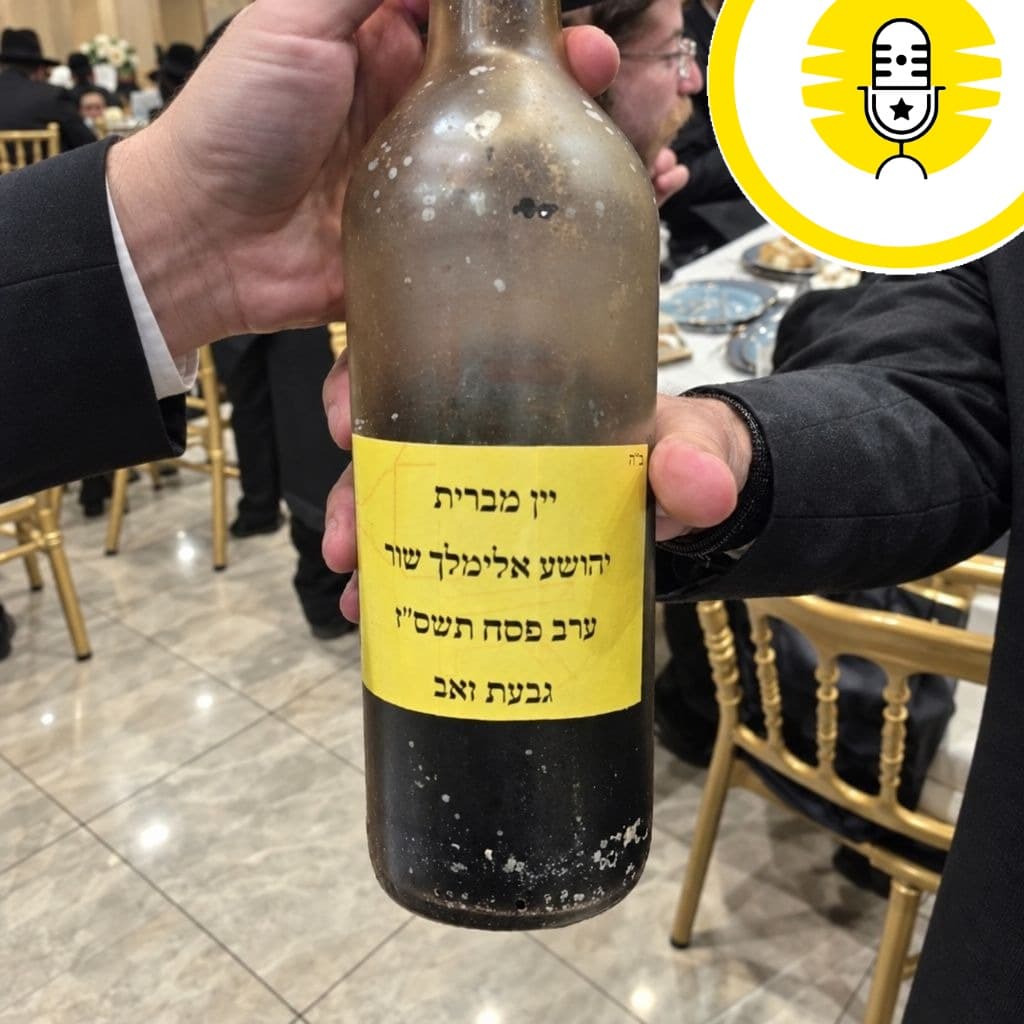 ב"ה
יין מברית
יהושע אלימלך שור
ערב פסח תשס"ז
גבעת זאב